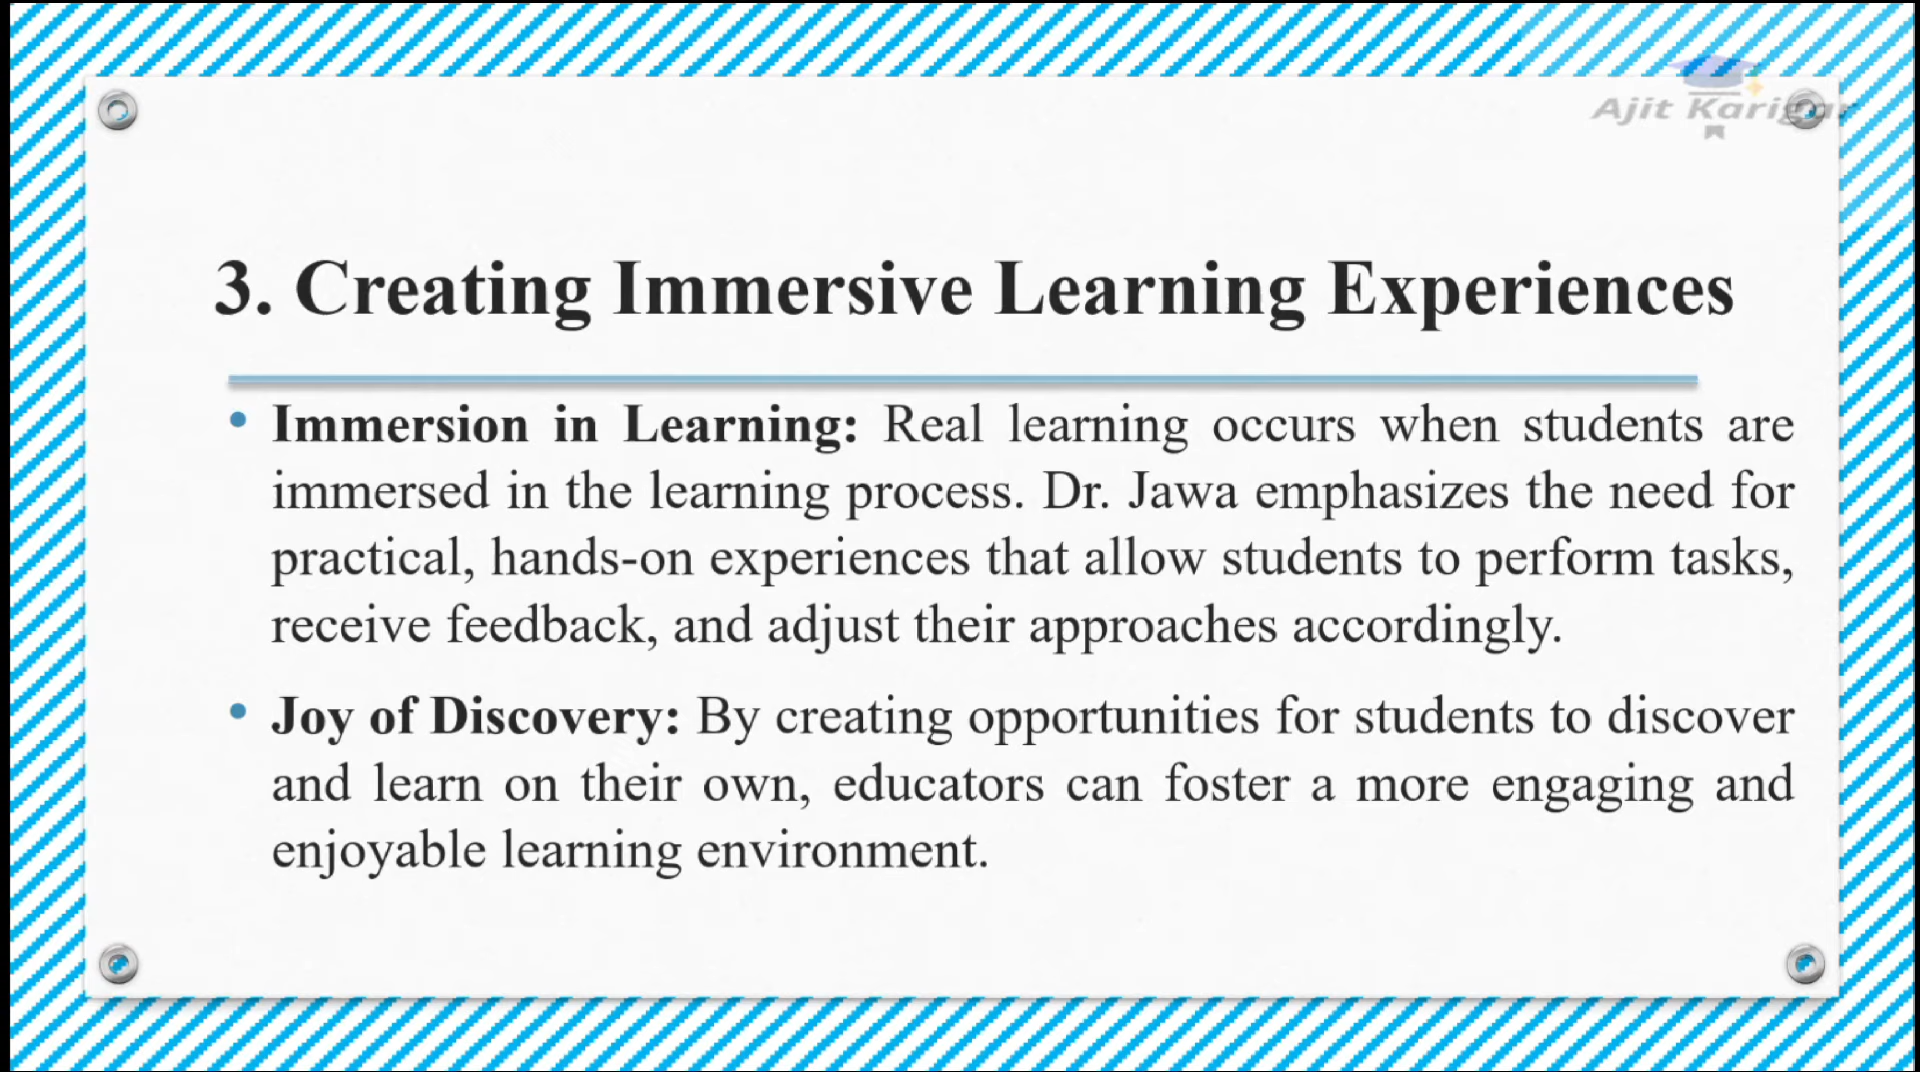 Ajit Karigar
3. Creating Immersive Learning Experiences
• Immersion in Learning: Real learning occurs when students are
immersed in the learning process. Dr. Jawa emphasizes the need for
practical, hands-on experiences that allow students to perform tasks,
receive feedback, and adjust their approaches accordingly.
• Joy of Discovery: By creating opportunities for students to discover
and learn on their own, educators can foster a more engaging and
enjoyable learning environment.